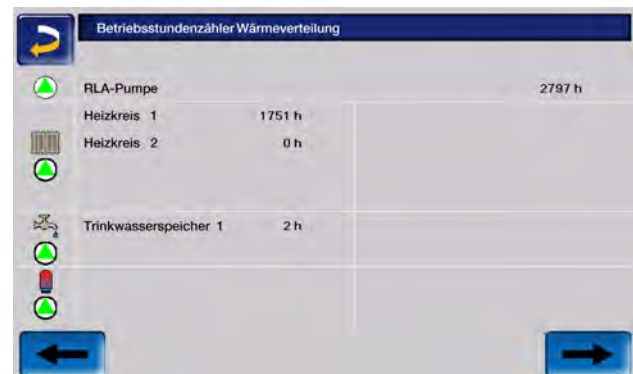 Betriebsstundenzähler Wärmeverteilung
RLA-Pumpe 2797 h
Heizkreis 1 1751 h
Heizkreis 2 0 h
Trinkwasserspeicher 1 2 h